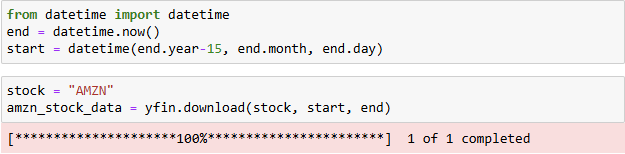 from datetime import datetime
end = datetime.now()
start = datetime(end.year-15, end.month, end.day)
stock = "AMZN"
amzn_stock_data = yfin.download(stock, start, end)
[*********************100%***********************]  1 of 1 completed